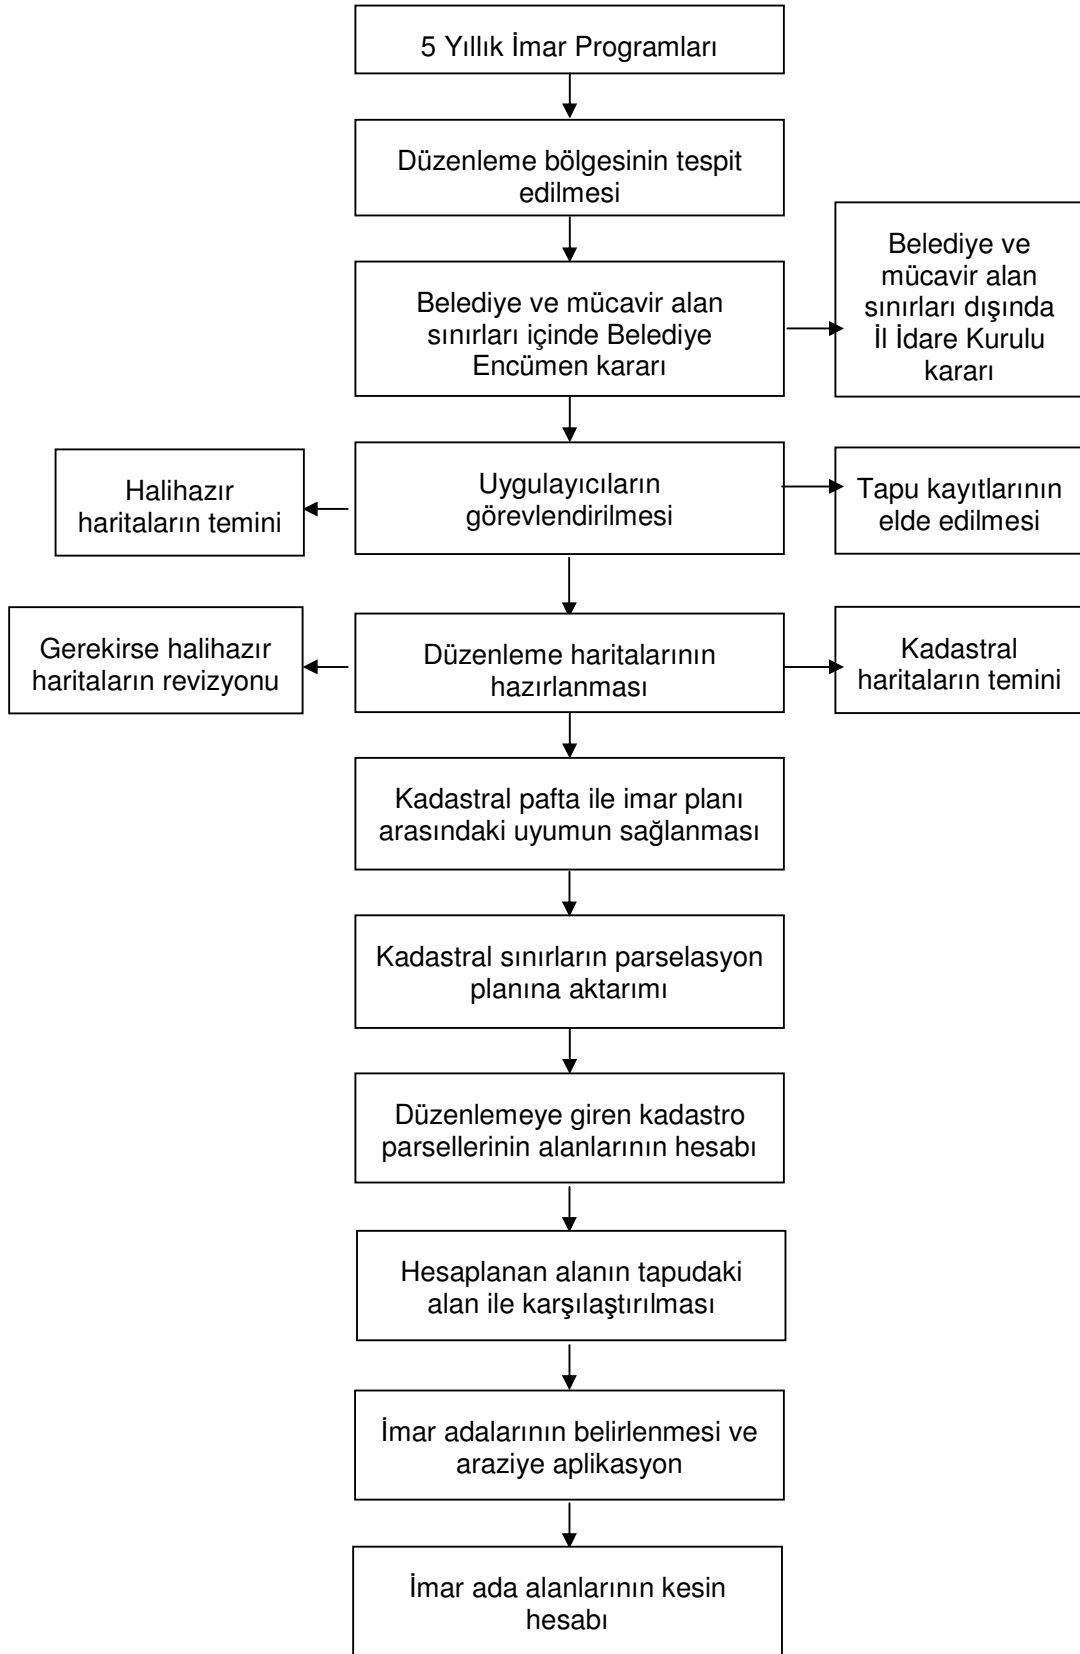 5 Yıllık İmar Programları
Düzenleme bölgesinin tespit
edilmesi
Belediye ve mücavir alan
sınırları içinde Belediye
Encümen kararı
Belediye ve
mücavir alan
sınırları dışında
İl İdare Kurulu
kararı
Halihazır
haritaların temini
Uygulayıcıların
görevlendirilmesi
Tapu kayıtlarının
elde edilmesi
Gerekirse halihazır
haritaların revizyonu
Düzenleme haritalarının
hazırlanması
Kadastral
haritaların temini
Kadastral pafta ile imar planı
arasındaki uyumun sağlanması
Kadastral sınırların parselasyon
planına aktarımı
Düzenlemeye giren kadastro
parsellerinin alanlarının hesabı
Hesaplanan alanın tapudaki
alan ile karşılaştırılması
İmar adalarının belirlenmesi ve
araziye aplikasyon
İmar ada alanlarının kesin
hesabı